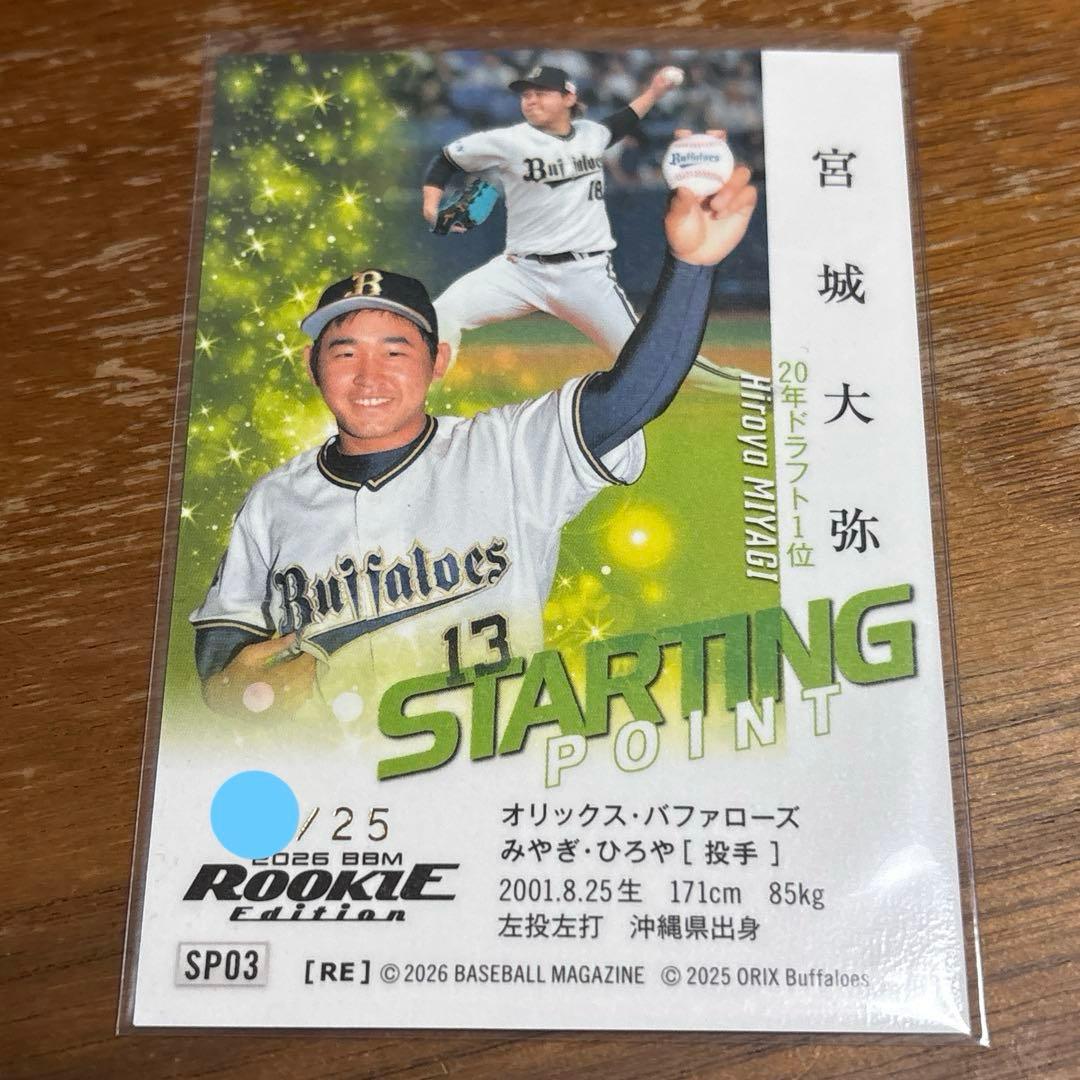 宮城大弥
20年ドラフト1位
Hiroya MIYAGI
B
Buffaloes
18
Buffaloes
Buffaloes
13
STARTING
POINT
/25
2026 BBM
ROOKIE
Edition
オリックス・バファローズ
みやぎ・ひろや [ 投手 ]
2001.8.25生 171cm 85kg
左投左打 沖縄県出身
SP03
[RE] ©2026 BASEBALL MAGAZINE ©2025 ORIX Buffaloes